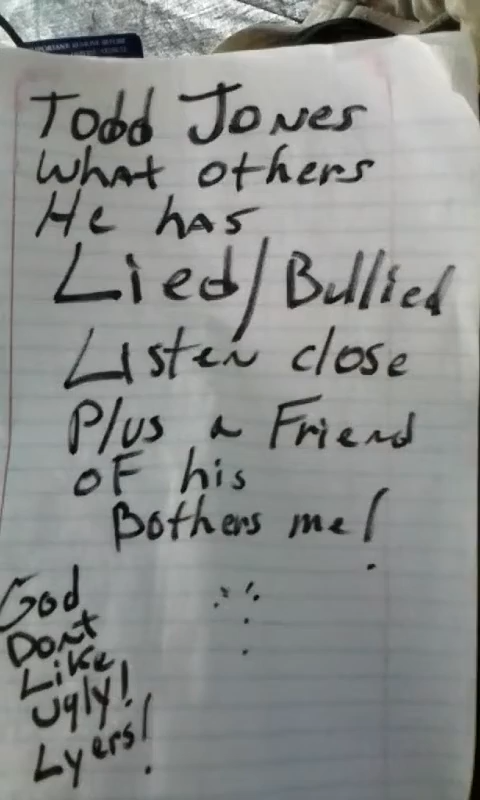 Todd Jones
What others
He has
Lied/Bullied
Listen close
Plus a Friend
oF his
Bothers me!
God
Dont
Like
Ugly!
Lyers!